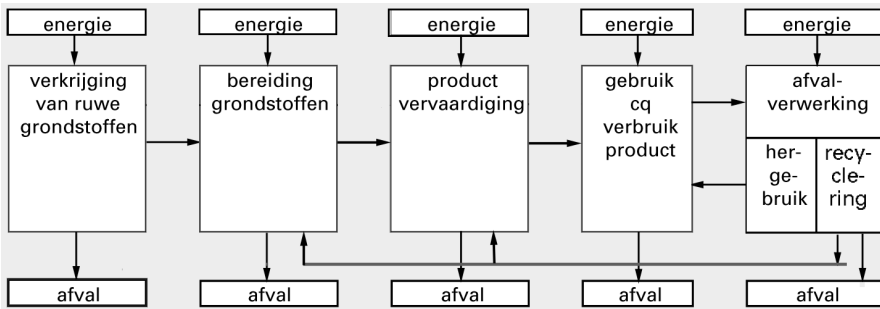 energie
energie
energie
energie
energie
verkrijging
van ruwe
grondstoffen
bereiding
grondstoffen
product
vervaardiging
gebruik
cq
verbruik
product
afval-
verwerking
her-
ge-
bruik
recy-
cle-
ring
afval
afval
afval
afval
afval